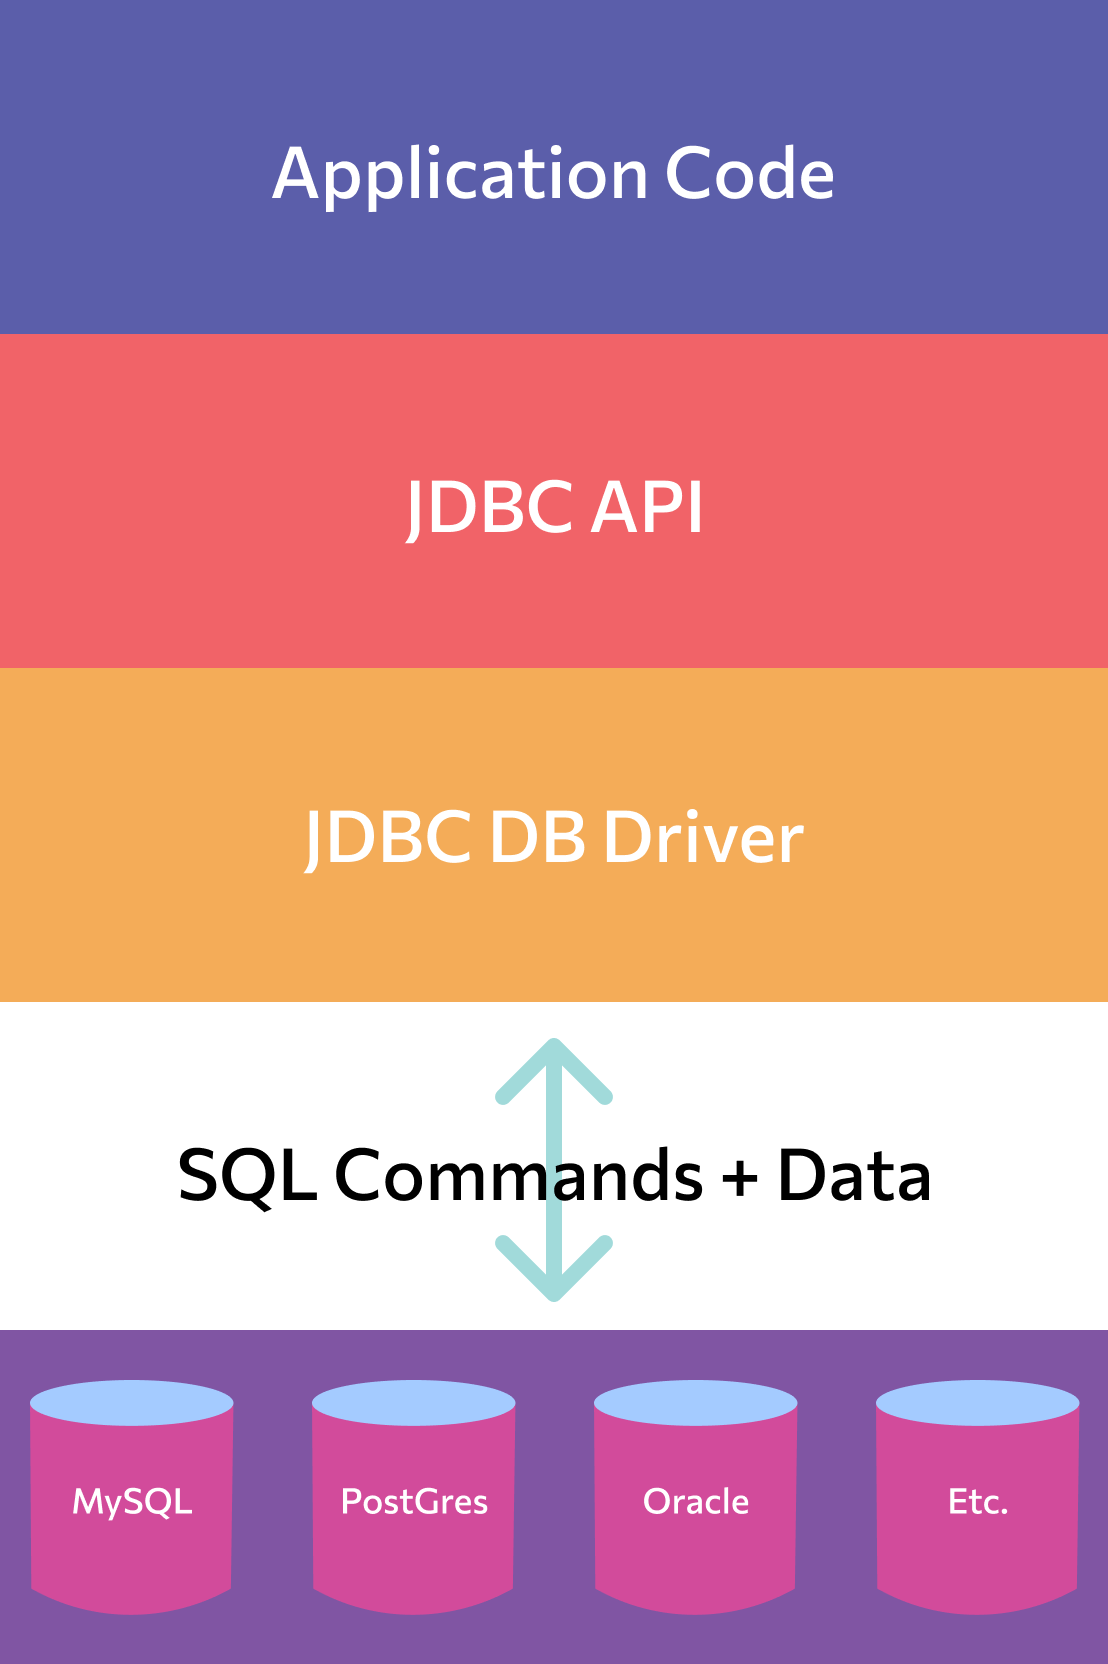 Application Code
JDBC API
JDBC DB Driver
SQL Commands + Data
MySQL
PostGres
Oracle
Etc.